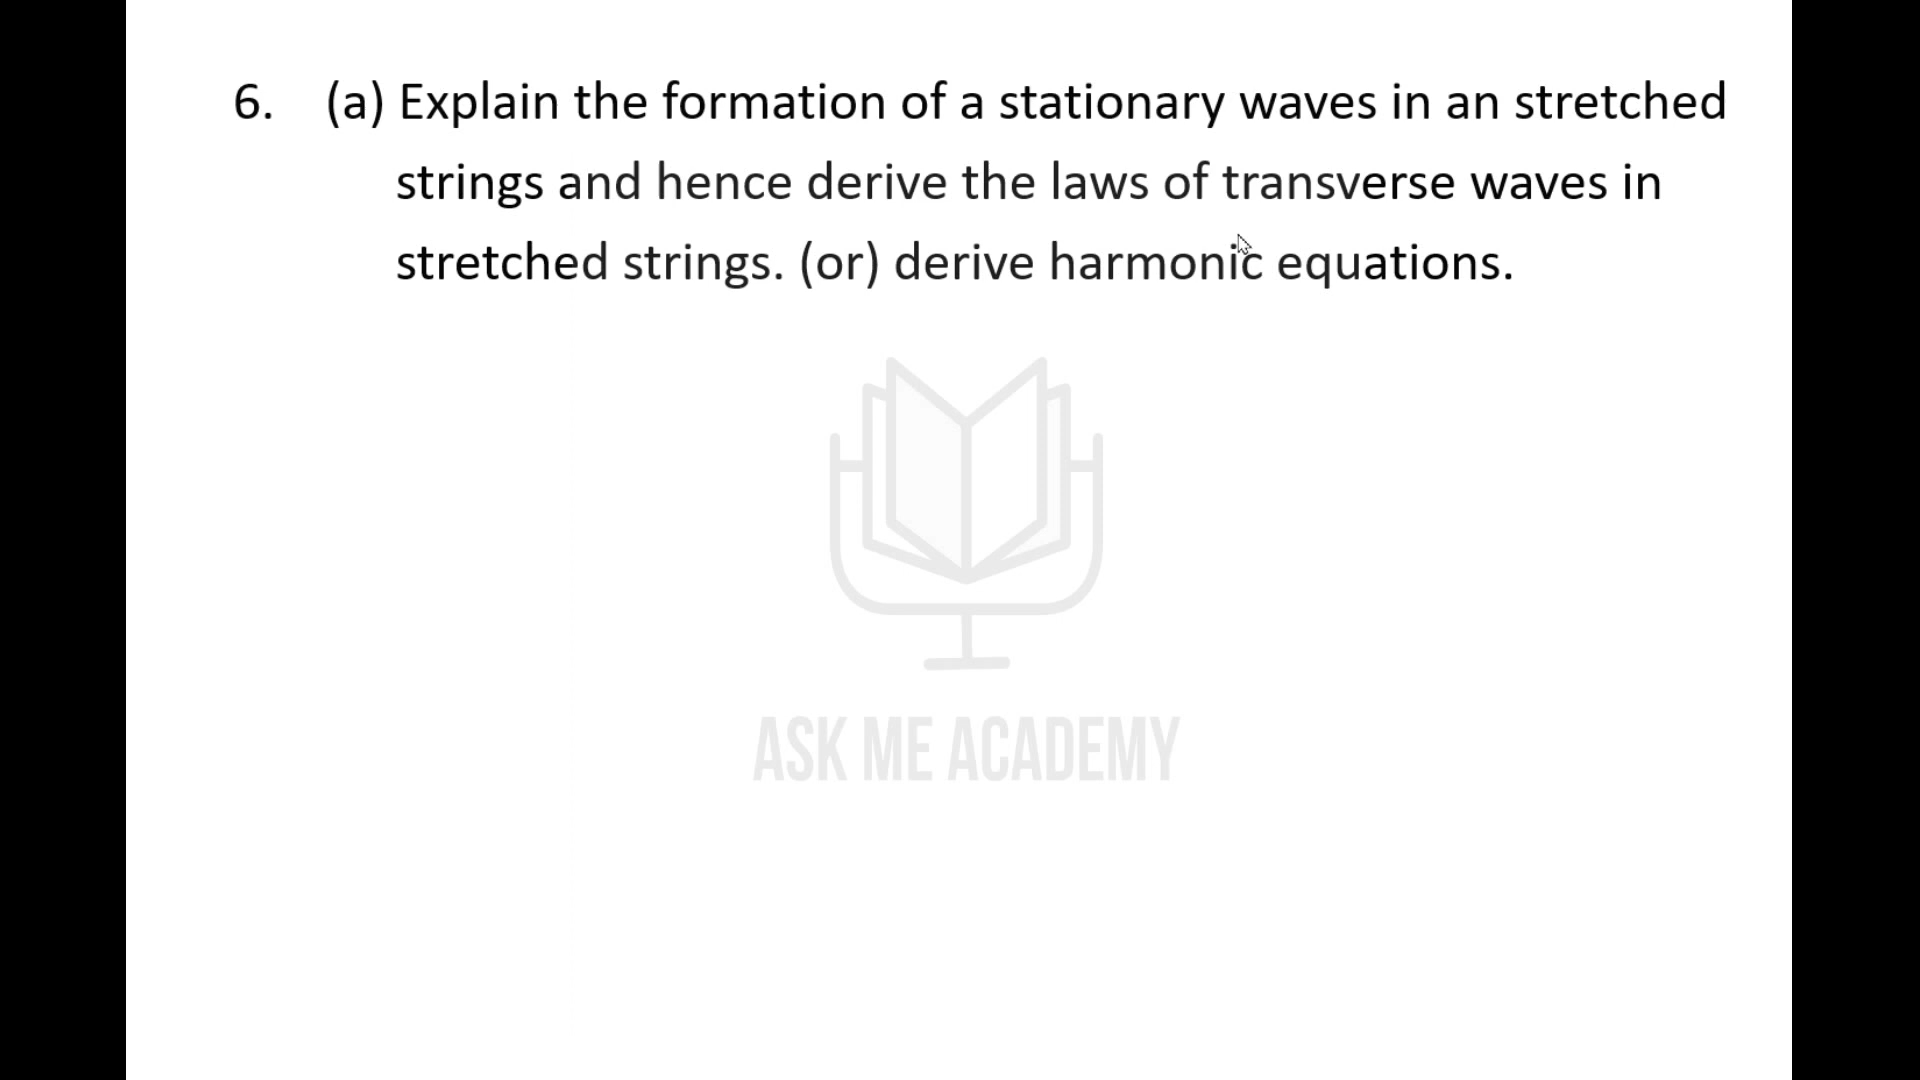 6. (a) Explain the formation of a stationary waves in an stretched
strings and hence derive the laws of transverse waves in
stretched strings. (or) derive harmonic equations.
ASK ME ACADEMY